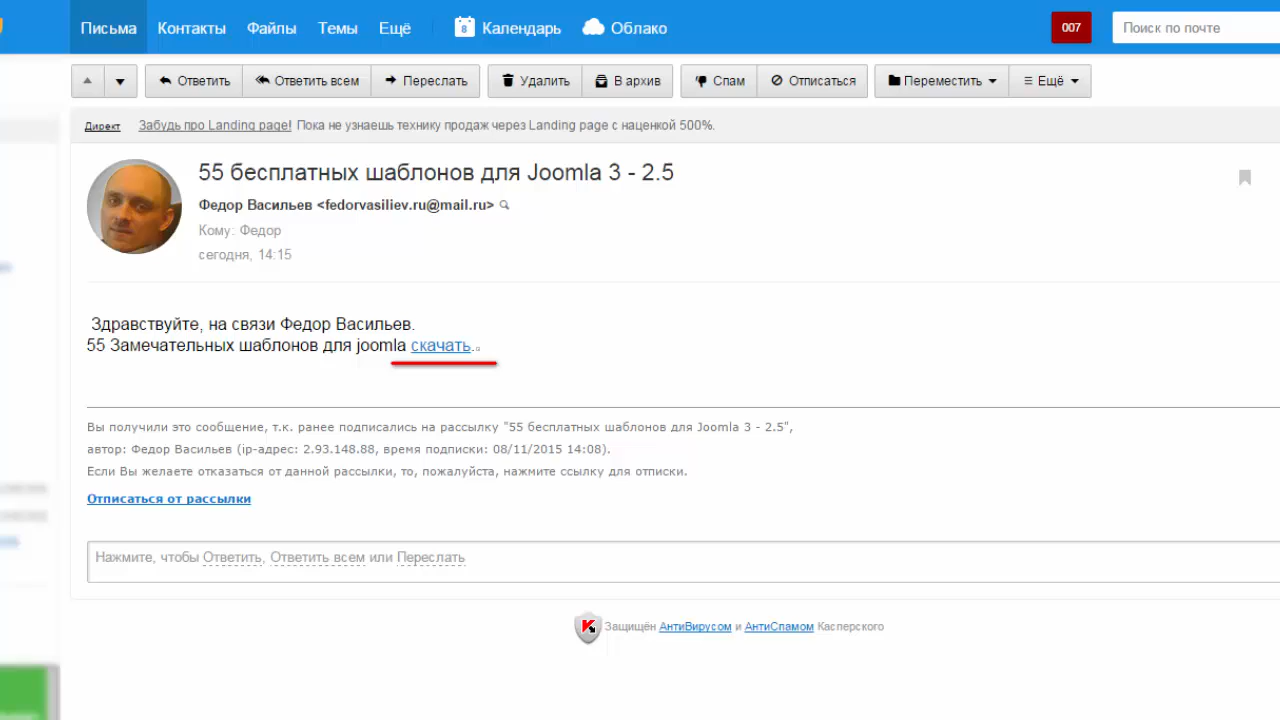 Письма Контакты Файлы Темы Ещё 8 Календарь Облако 007 Поиск по почте
Ответить Ответить всем Переслать Удалить В архив Спам Отписаться Переместить Ещё
Директ Забудь про Landing page! Пока не узнаешь технику продаж через Landing page с наценкой 500%.
55 бесплатных шаблонов для Joomla 3 - 2.5
Федор Васильев <fedorvasiliev.ru@mail.ru>
Кому: Федор
сегодня, 14:15
Здравствуйте, на связи Федор Васильев.
55 Замечательных шаблонов для joomla скачать.
Вы получили это сообщение, т.к. ранее подписались на рассылку "55 бесплатных шаблонов для Joomla 3 - 2.5",
автор: Федор Васильев (ip-адрес: 2.93.148.88, время подписки: 08/11/2015 14:08).
Если Вы желаете отказаться от данной рассылки, то, пожалуйста, нажмите ссылку для отписки.
Отписаться от рассылки
Нажмите, чтобы Ответить, Ответить всем или Переслать
Защищён АнтиВирусом и АнтиСпамом Касперского